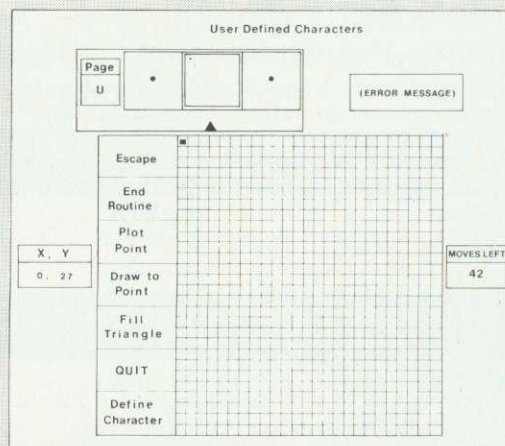 User Defined Characters
Page
U
(ERROR MESSAGE)
Escape
End
Routine
Plot
Point
X, Y
0, 27
MOVES LEFT
42
Draw to
Point
Fill
Triangle
QUIT
Define
Character